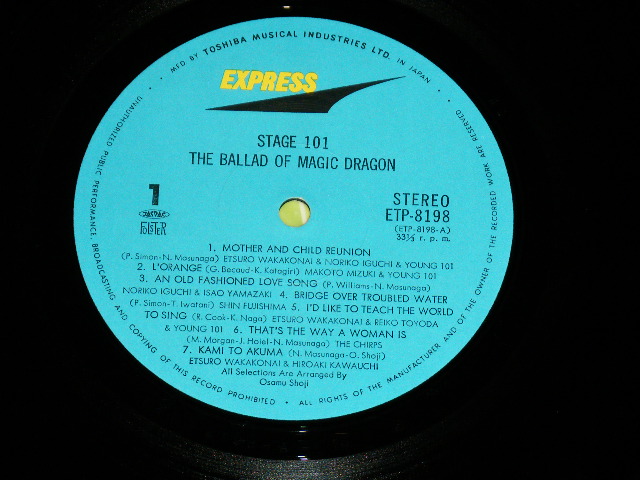 MFD BY TOSHIBA MUSICAL INDUSTRIES LTD. IN JAPAN •
EXPRESS
STAGE 101
THE BALLAD OF MAGIC DRAGON
1
STEREO
ETP-8198
(ETP-8198-A)
33⅓ r. p. m.
JASRAC
POLSTER
1. MOTHER AND CHILD REUNION
(P. Simon-N. Masunaga) ETSURO WAKAKONAI & NORIKO IGUCHI & YOUNG 101
2. L'ORANGE (G. Becaud-K. Katagiri) MAKOTO MIZUKI & YOUNG 101
3. AN OLD FASHIONED LOVE SONG (P. Williams-N. Masunaga)
NORIKO IGUCHI & ISAO YAMAZAKI 4. BRIDGE OVER TROUBLED WATER
(P. Simon-T. Iwatani) SHIN FUJISHIMA 5. I'D LIKE TO TEACH THE WORLD
TO SING (R. Cook-K. Naga) ETSURO WAKAKONAI & REIKO TOYODA
& YOUNG 101 6. THAT'S THE WAY A WOMAN IS
(M. Morgan-J. Holel-N. Masunaga) THE CHIRPS
7. KAMI TO AKUMA (N. Masunaga-O. Shoji)
ETSURO WAKAKONAI & HIROAKI KAWAUCHI
All Selections Are Arranged By
Osamu Shoji
UNAUTHORIZED PUBLIC PERFORMANCE, BROADCASTING AND COPYING OF THIS RECORD PROHIBITED • ALL RIGHTS OF THE MANUFACTURER AND OF THE OWNER OF THE RECORDED WORK ARE RESERVED